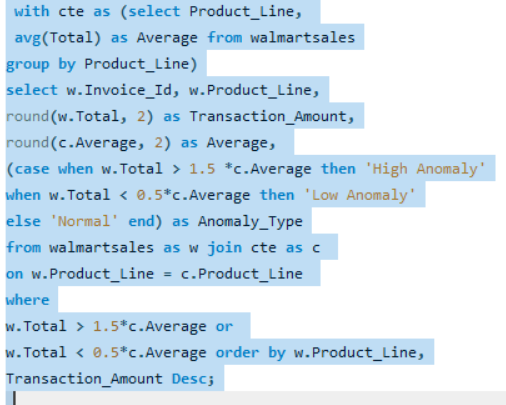 with cte as (select Product_Line,
avg(Total) as Average from walmartsales
group by Product_Line)
select w.Invoice_Id, w.Product_Line,
round(w.Total, 2) as Transaction_Amount,
round(c.Average, 2) as Average,
(case when w.Total > 1.5 *c.Average then 'High Anomaly'
when w.Total < 0.5*c.Average then 'Low Anomaly'
else 'Normal' end) as Anomaly_Type
from walmartsales as w join cte as c
on w.Product_Line = c.Product_Line
where
w.Total > 1.5*c.Average or
w.Total < 0.5*c.Average order by w.Product_Line,
Transaction_Amount Desc;